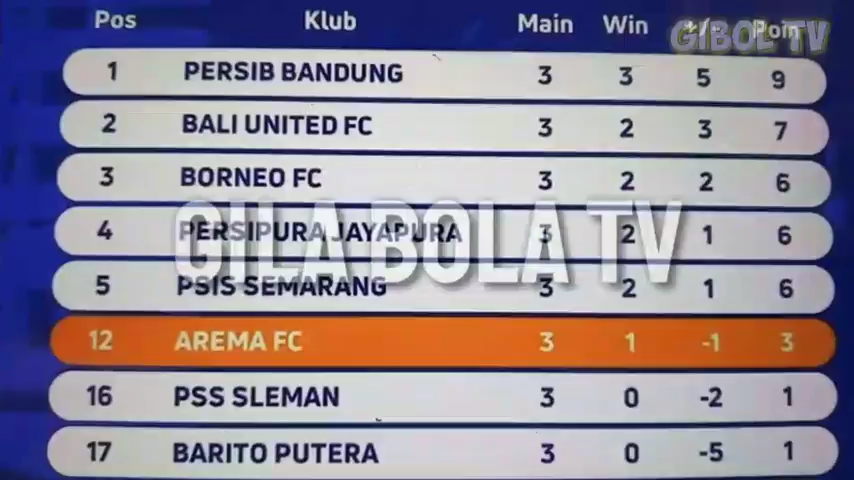 Pos Klub Main Win +/- Poin
GIBOL TV
1 PERSIB BANDUNG 3 3 5 9
2 BALI UNITED FC 3 2 3 7
3 BORNEO FC 3 2 2 6
4 PERSIPURA JAYAPURA 3 2 1 6
GILA BOLA TV
5 PSIS SEMARANG 3 2 1 6
12 AREMA FC 3 1 -1 3
16 PSS SLEMAN 3 0 -2 1
17 BARITO PUTERA 3 0 -5 1